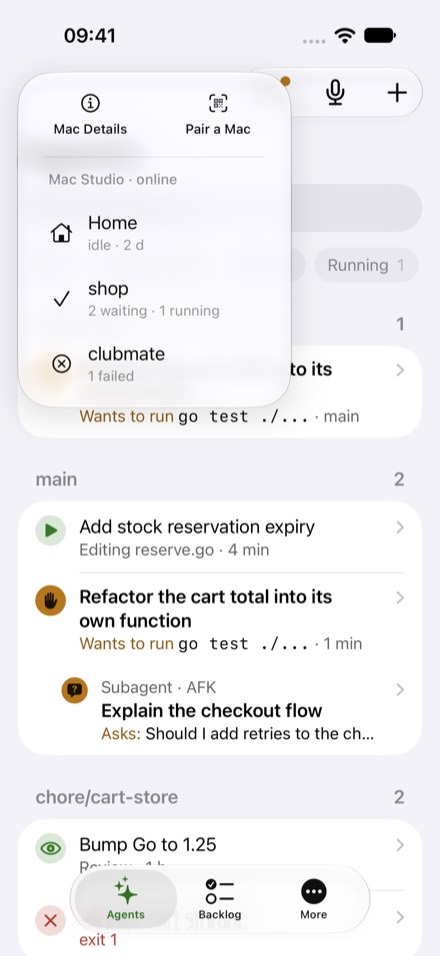 09:41
Mac Details
Pair a Mac
Mac Studio · online
Home
idle · 2 d
shop
2 waiting · 1 running
clubmate
1 failed
Running 1
1
to its
Wants to run go test ./... · main
main 2
Add stock reservation expiry
Editing reserve.go · 4 min
Refactor the cart total into its
own function
Wants to run go test ./... · 1 min
Subagent · AFK
Explain the checkout flow
Asks: Should I add retries to the ch...
chore/cart-store 2
Bump Go to 1.25
Agents
Backlog
More
exit 1